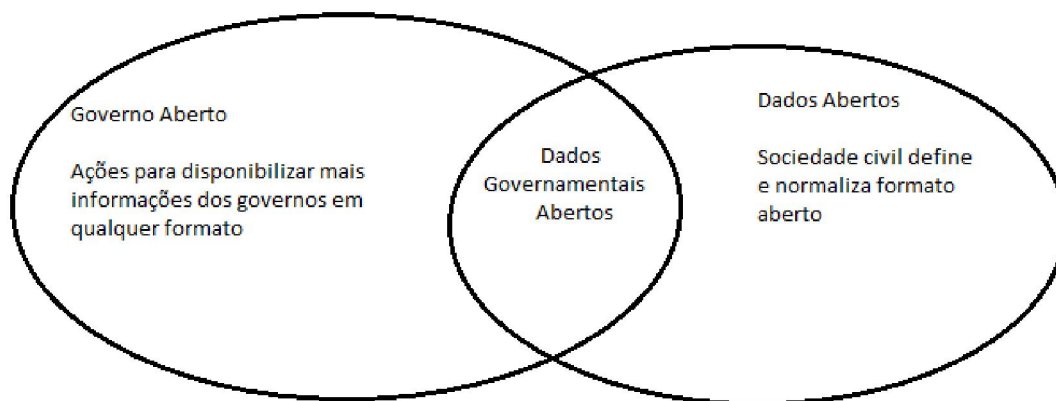 Governo Aberto
Ações para disponibilizar mais
informações dos governos em
qualquer formato
Dados
Governamentais
Abertos
Dados Abertos
Sociedade civil define
e normaliza formato
aberto